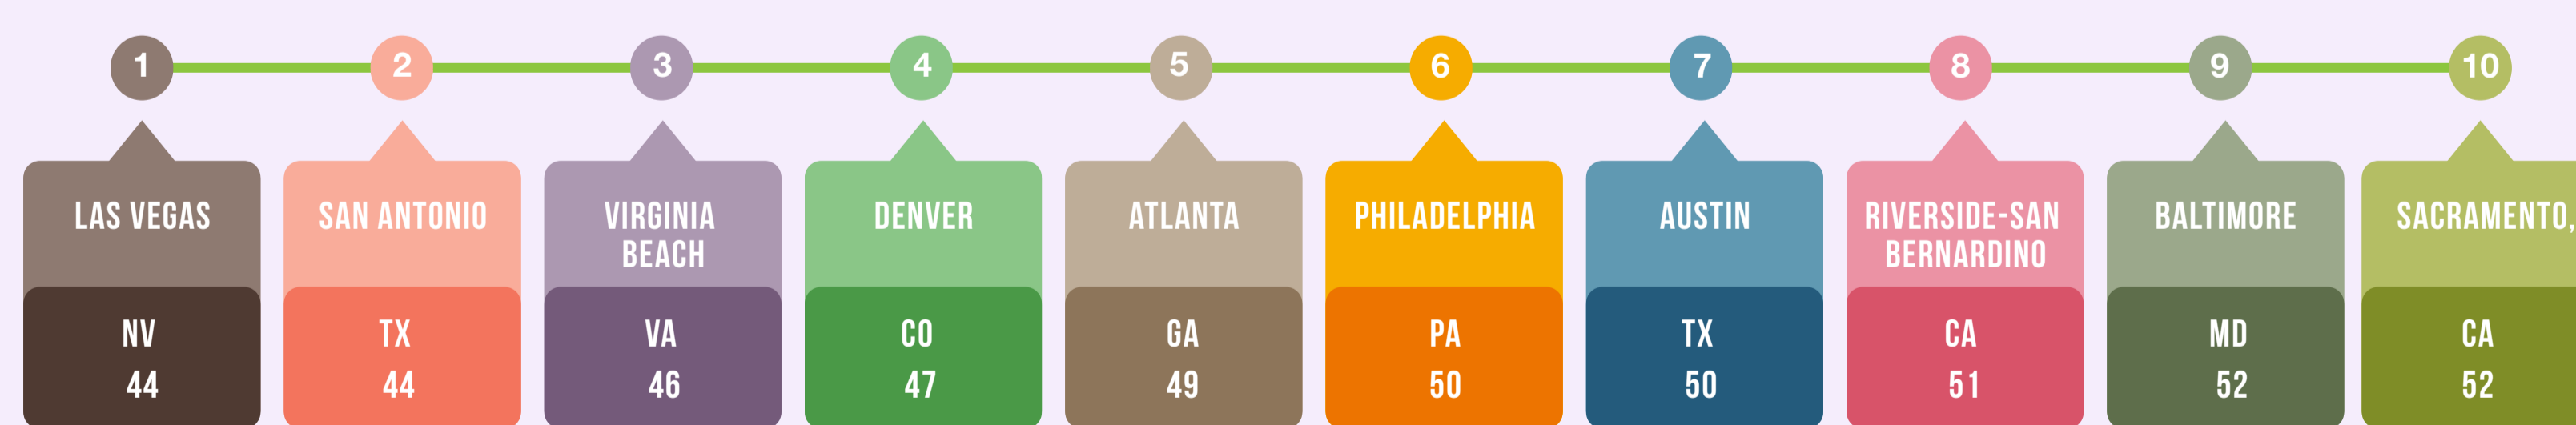 1 2 3 4 5 6 7 8 9 10
LAS VEGAS
NV
44
SAN ANTONIO
TX
44
VIRGINIA
BEACH
VA
46
DENVER
CO
47
ATLANTA
GA
49
PHILADELPHIA
PA
50
AUSTIN
TX
50
RIVERSIDE-SAN
BERNARDINO
CA
51
BALTIMORE
MD
52
SACRAMENTO,
CA
52